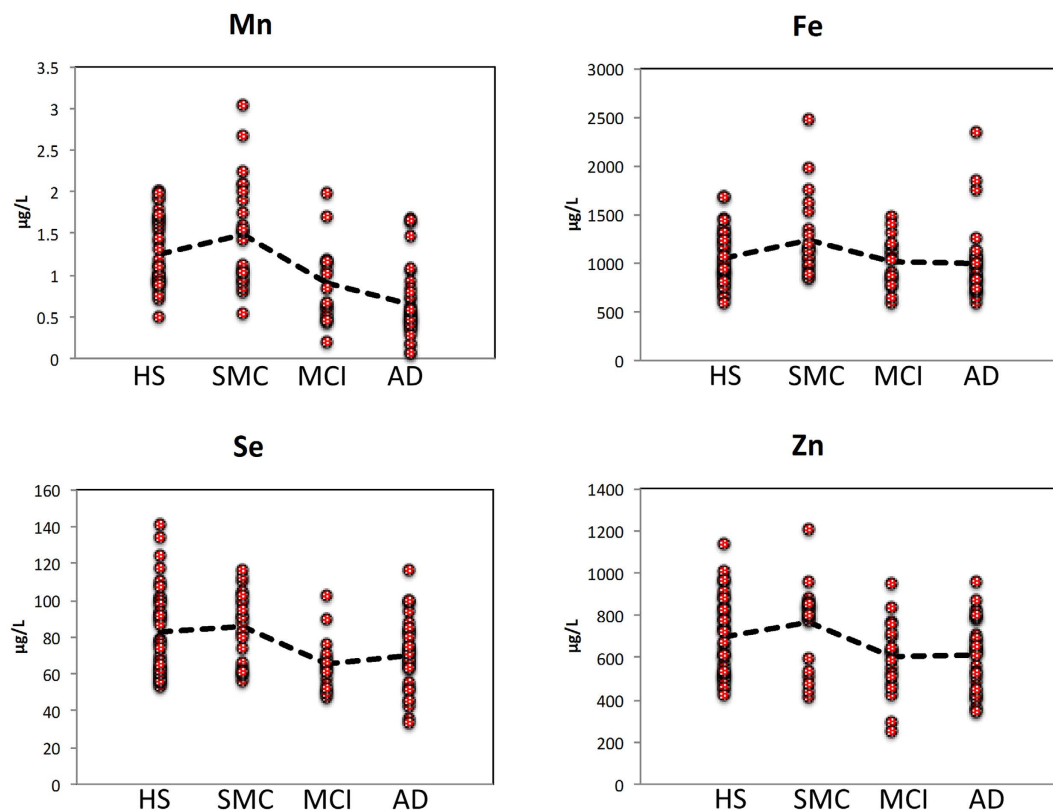 Mn
3.5
3
2.5
2
1.5
1
0.5
0
µg/L
HS SMC MCI AD
Fe
3000
2500
2000
1500
1000
500
0
µg/L
HS SMC MCI AD
Se
160
140
120
100
80
60
40
20
0
µg/L
HS SMC MCI AD
Zn
1400
1200
1000
800
600
400
200
0
µg/L
HS SMC MCI AD